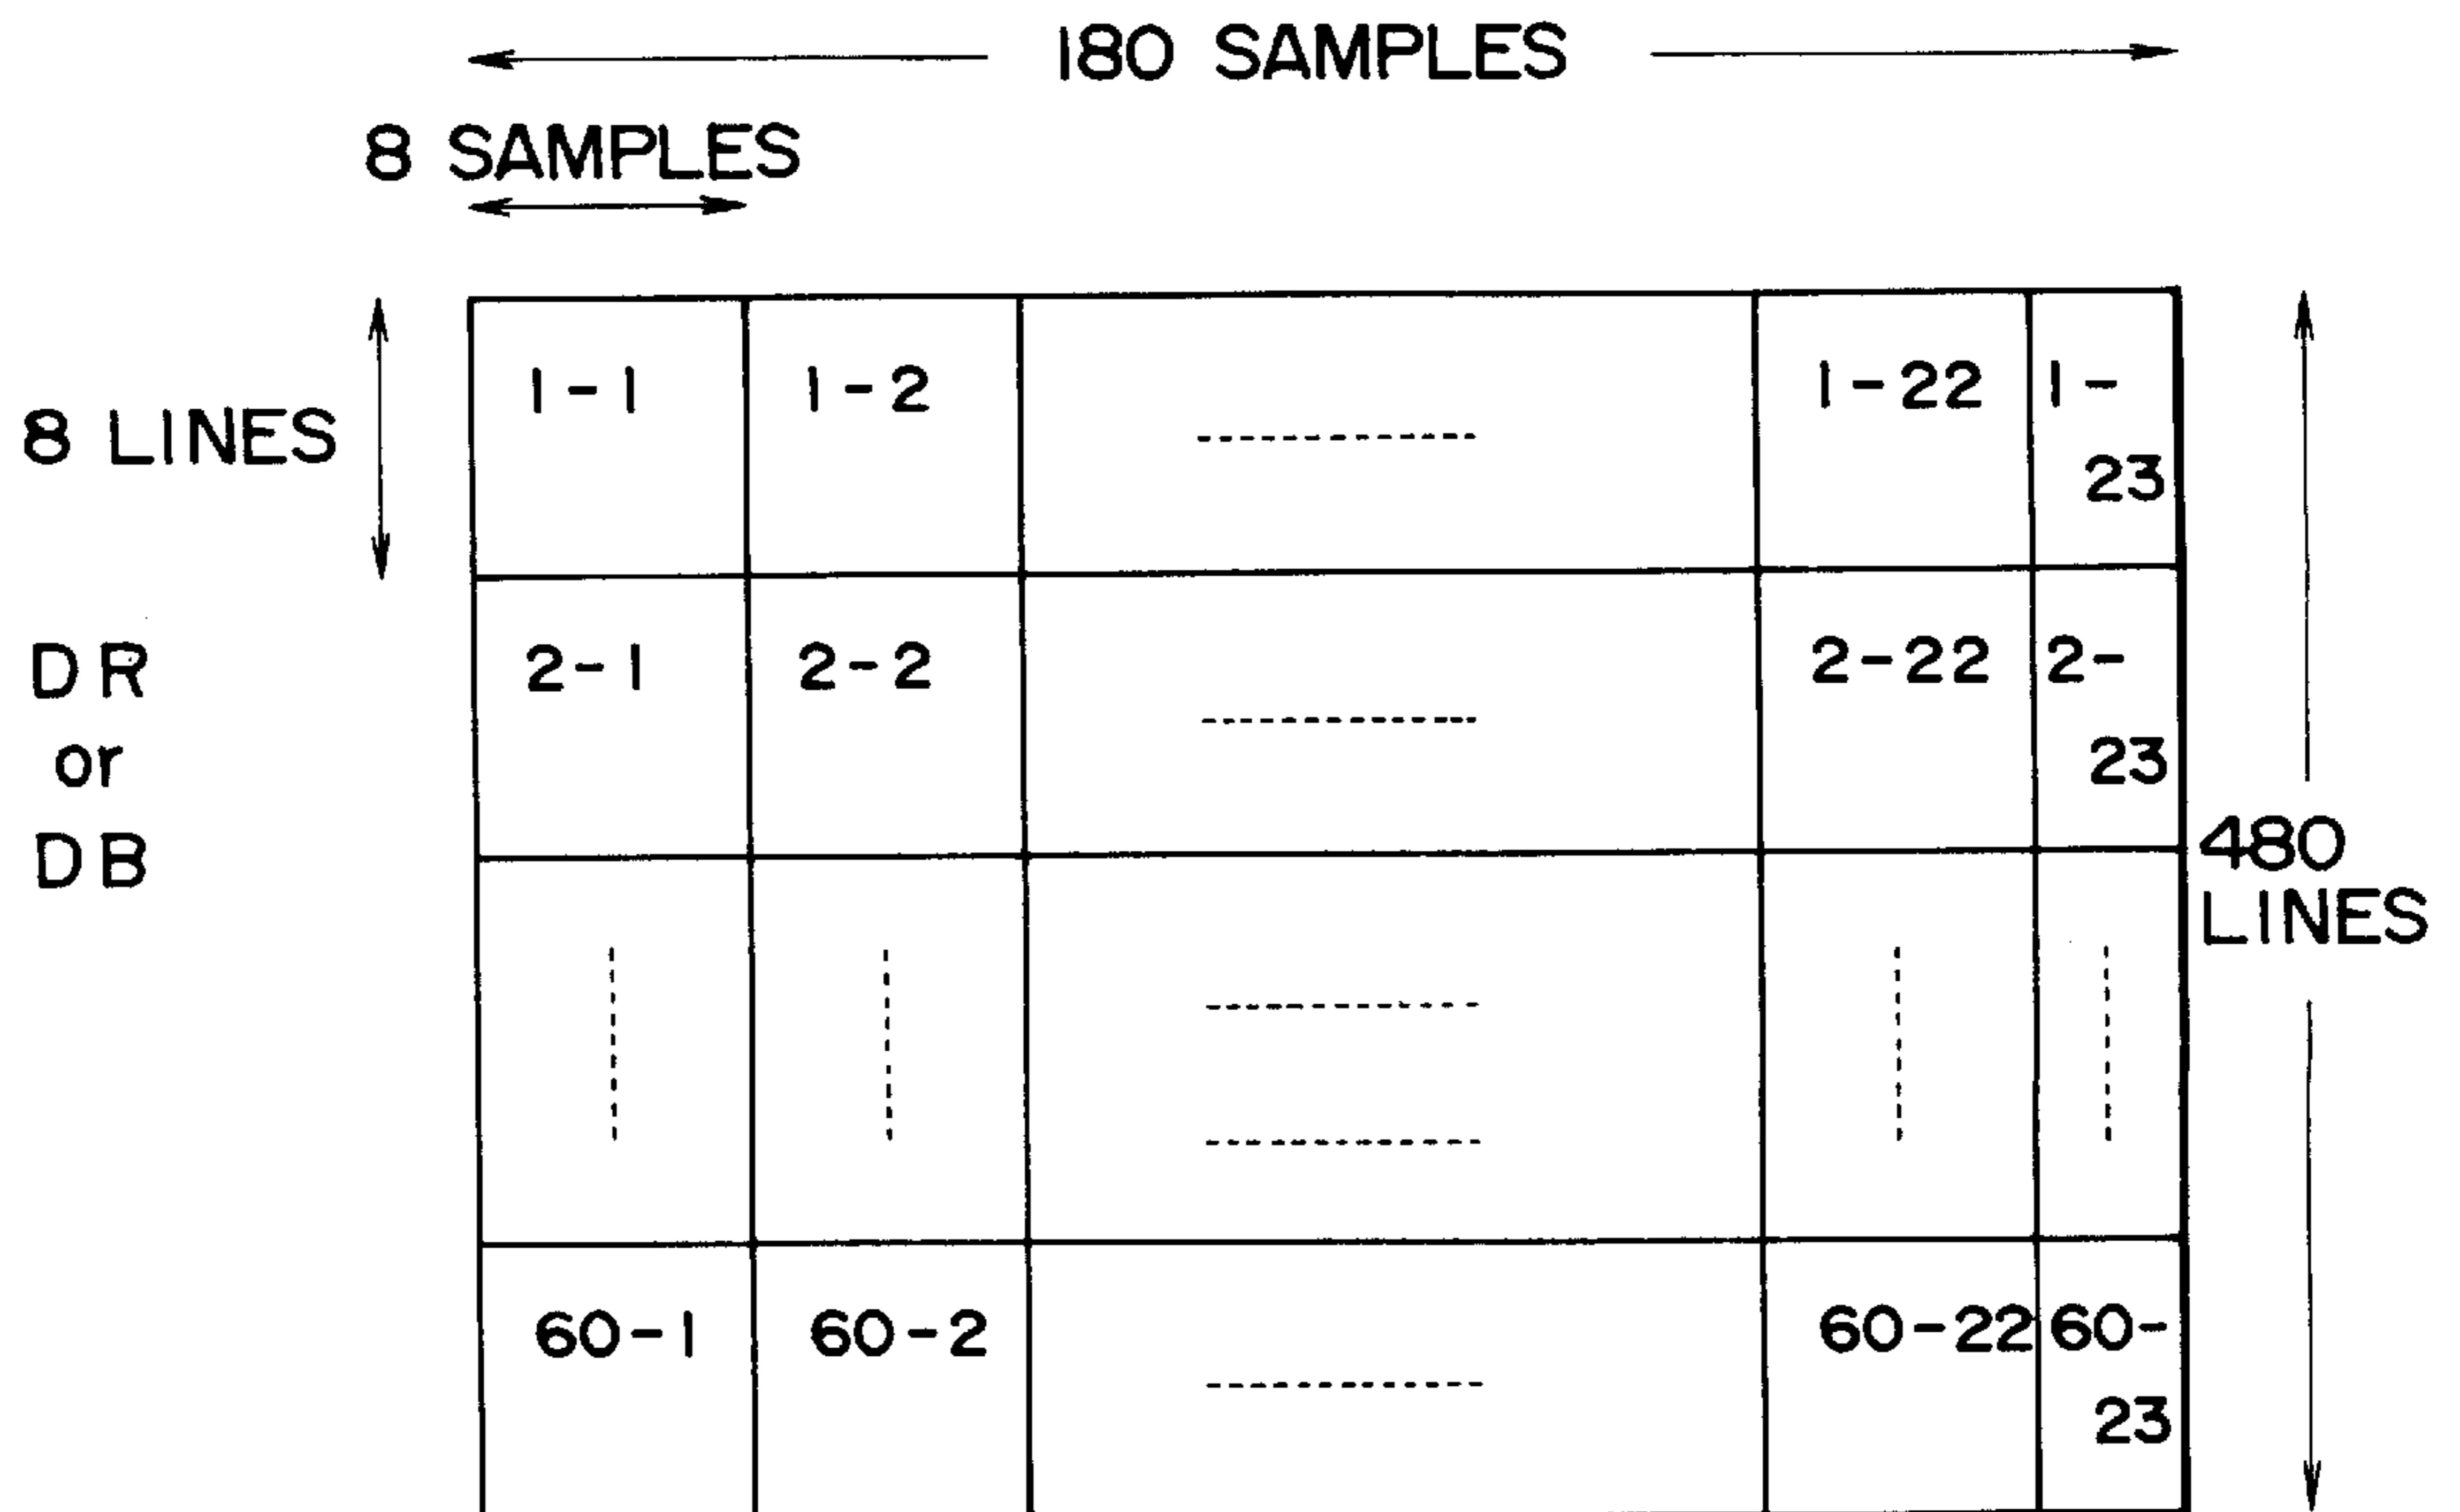 180 SAMPLES
8 SAMPLES
8 LINES
1-1
1-2
1-22
1-
23
DR
or
DB
2-1
2-2
2-22
2-
23
480
LINES
60-1
60-2
60-22
60-
23